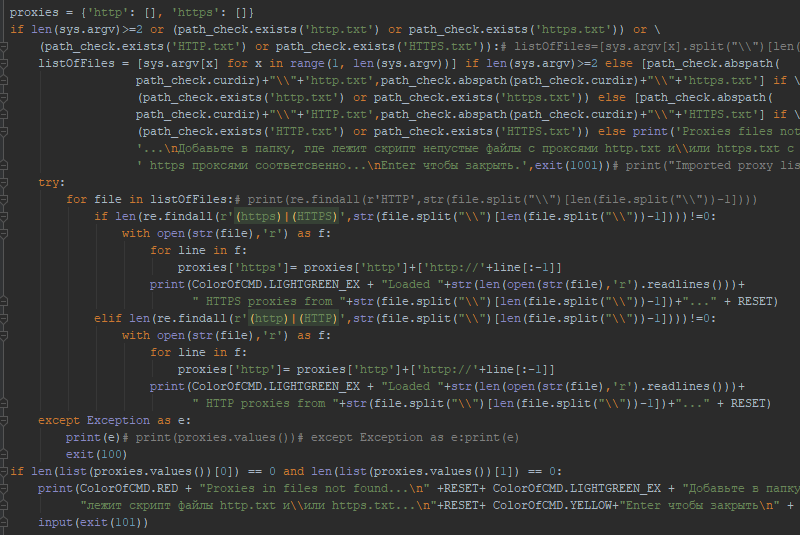 proxies = {'http': [], 'https': []}
if len(sys.argv)>=2 or (path_check.exists('http.txt') or path_check.exists('https.txt')) or \
(path_check.exists('HTTP.txt') or path_check.exists('HTTPS.txt')):# listOfFiles=[sys.argv[x].split("\\")[len(
listOfFiles = [sys.argv[x] for x in range(1, len(sys.argv))] if len(sys.argv)>=2 else [path_check.abspath(
path_check.curdir)+"\\"+'http.txt',path_check.abspath(path_check.curdir)+"\\"+'https.txt'] if \
(path_check.exists('http.txt') or path_check.exists('https.txt')) else [path_check.abspath(
path_check.curdir)+"\\"+'HTTP.txt',path_check.abspath(path_check.curdir)+"\\"+'HTTPS.txt'] if \
(path_check.exists('HTTP.txt') or path_check.exists('HTTPS.txt')) else print('Proxies files not
'...\nДобавьте в папку, где лежит скрипт непустые файлы с проксями http.txt и\\или https.txt с
' https проксями соответсвенно...\nEnter чтобы закрыть.',exit(1001))# print("Imported proxy lis
try:
for file in listOfFiles:# print(re.findall(r'HTTP',str(file.split("\\")[len(file.split("\\"))-1])))
if len(re.findall(r'(https)|(HTTPS)',str(file.split("\\")[len(file.split("\\"))-1])))!=0:
with open(str(file),'r') as f:
for line in f:
proxies['https']= proxies['http']+['http://'+line[:-1]]
print(ColorOfCMD.LIGHTGREEN_EX + "Loaded "+str(len(open(str(file),'r').readlines()))+
" HTTPS proxies from "+str(file.split("\\")[len(file.split("\\"))-1])+"..." + RESET)
elif len(re.findall(r'(http)|(HTTP)',str(file.split("\\")[len(file.split("\\"))-1])))!=0:
with open(str(file),'r') as f:
for line in f:
proxies['http']= proxies['http']+['http://'+line[:-1]]
print(ColorOfCMD.LIGHTGREEN_EX + "Loaded "+str(len(open(str(file),'r').readlines()))+
" HTTP proxies from "+str(file.split("\\")[len(file.split("\\"))-1])+"..." + RESET)
except Exception as e:
print(e)# print(proxies.values())# except Exception as e:print(e)
exit(100)
if len(list(proxies.values())[0]) == 0 and len(list(proxies.values())[1]) == 0:
print(ColorOfCMD.RED + "Proxies in files not found...\n" +RESET+ ColorOfCMD.LIGHTGREEN_EX + "Добавьте в папку
"лежит скрипт файлы http.txt и\\или https.txt...\n"+RESET+ ColorOfCMD.YELLOW+"Enter чтобы закрыть\n" +
input(exit(101))